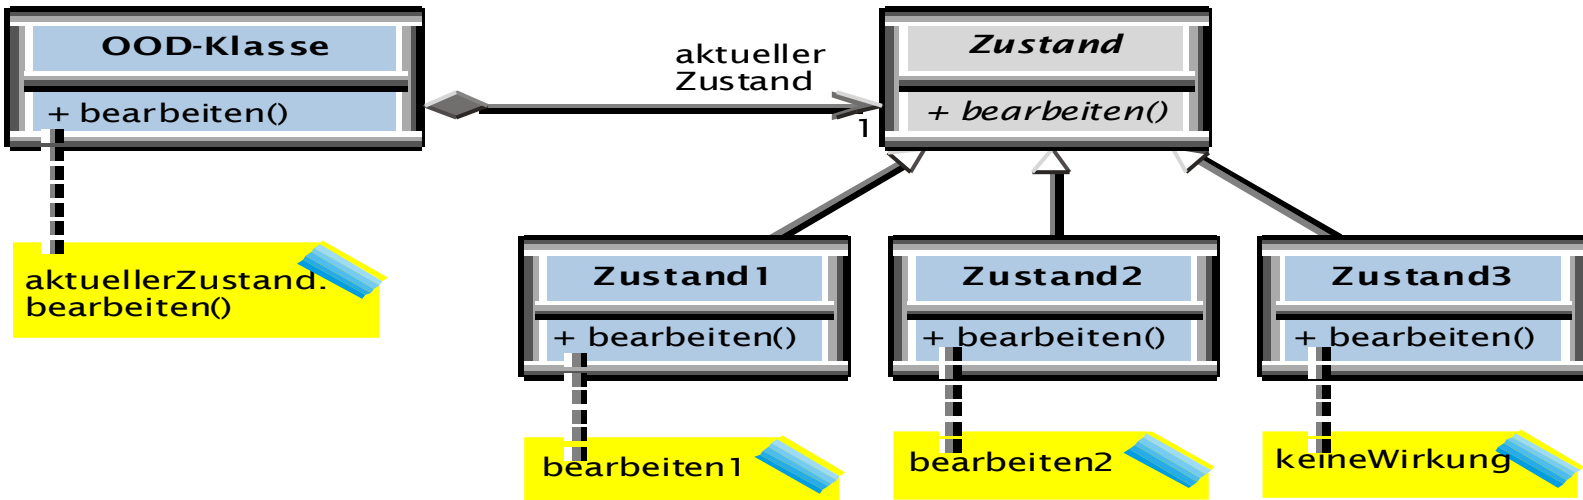 OOD-Klasse
+ bearbeiten()
aktueller
Zustand
1
Zustand
+ bearbeiten()
aktuellerZustand.
bearbeiten()
Zustand1
+ bearbeiten()
Zustand2
+ bearbeiten()
Zustand3
+ bearbeiten()
bearbeiten1
bearbeiten2
keineWirkung